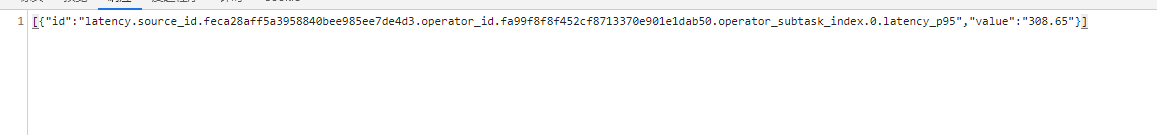 1 [{"id":"latency.source_id.feca28aff5a3958840bee985ee7de4d3.operator_id.fa99f8f8f452cf8713370e901e1dab50.operator_subtask_index.0.latency_p95","value":"308.65"}]